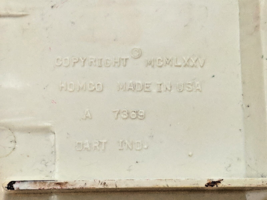 COPYRIGHT MCMLXXV
HOMCO MADE IN USA
A 7369
DART IND.